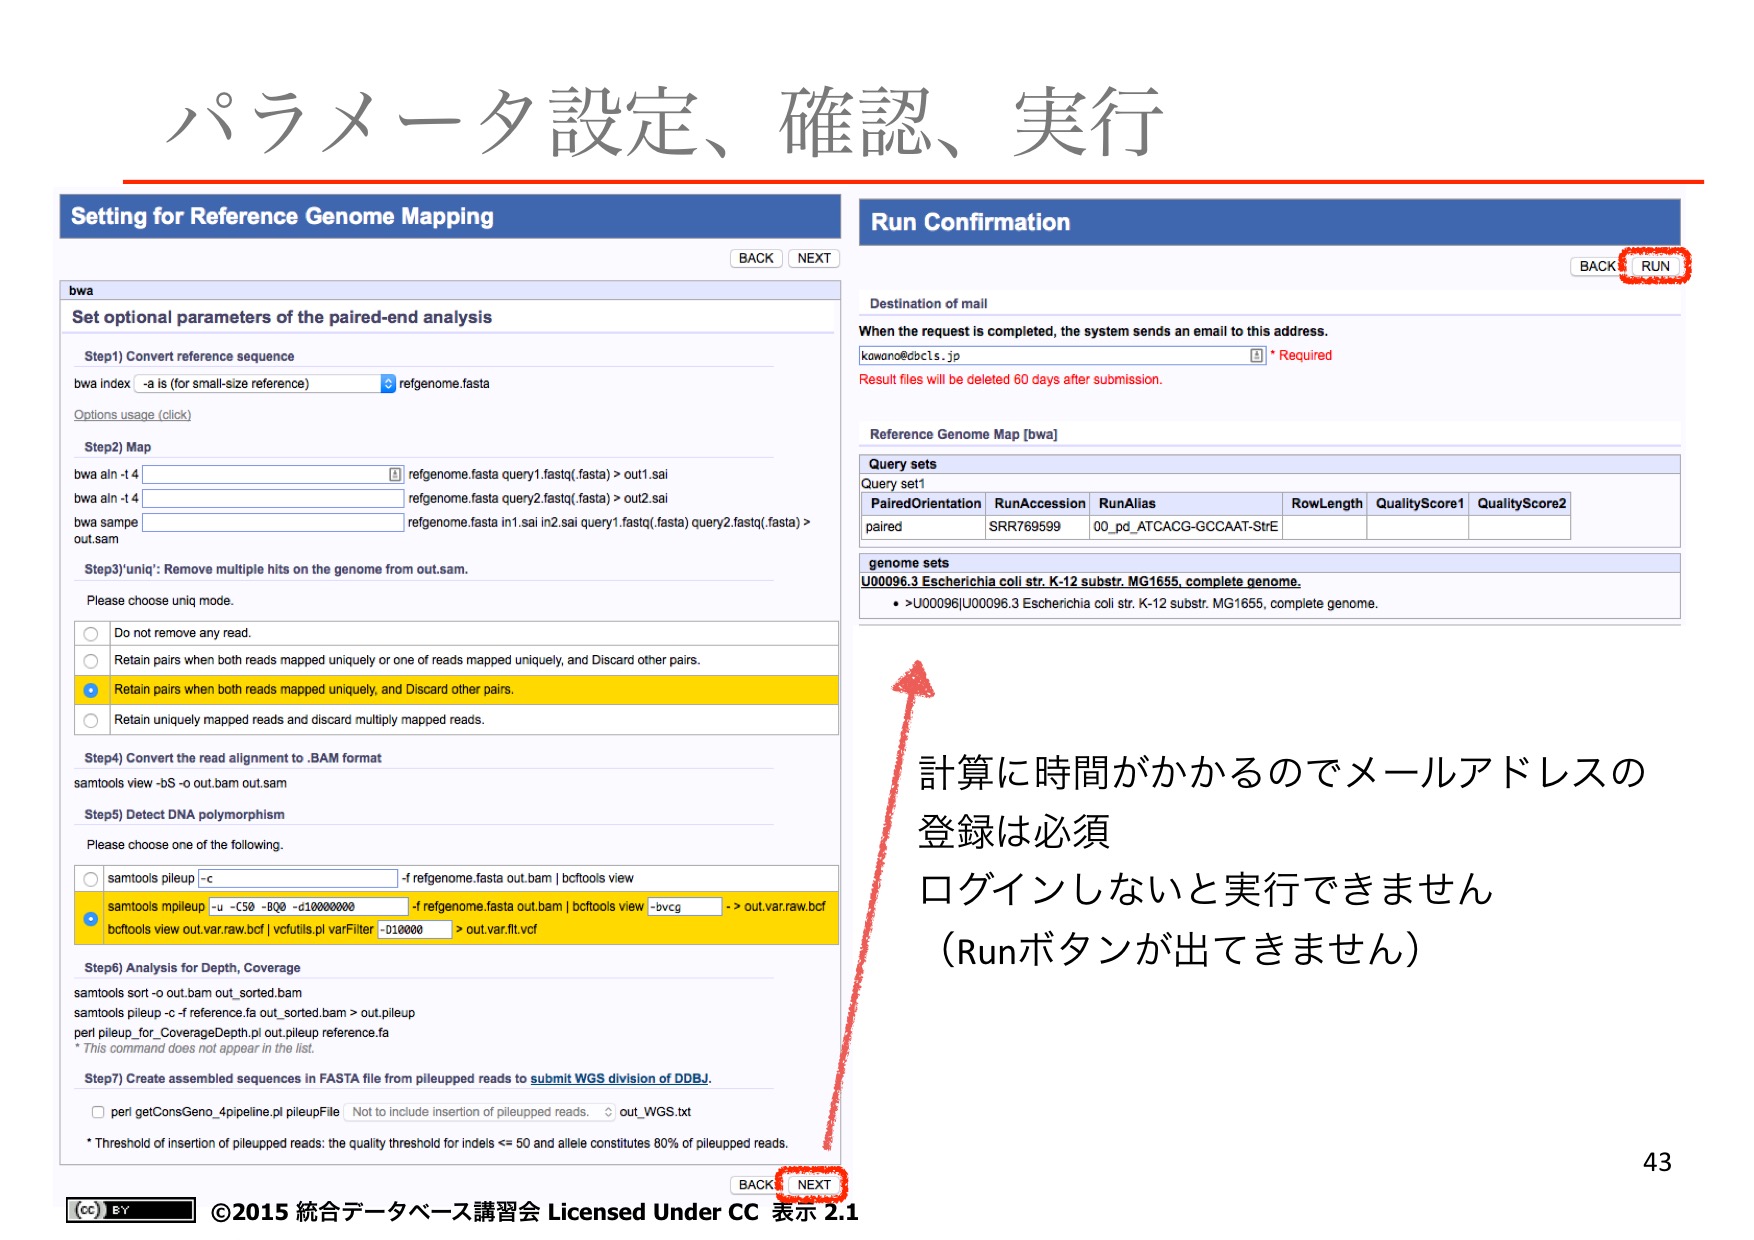 パラメータ設定、確認、実行
Setting for Reference Genome Mapping
BACK NEXT
bwa
Set optional parameters of the paired-end analysis
Step1) Convert reference sequence
bwa index -a is (for small-size reference) refgenome.fasta
Options usage (click)
Step2) Map
bwa aln -t 4 refgenome.fasta query1.fastq(.fasta) > out1.sai
bwa aln -t 4 refgenome.fasta query2.fastq(.fasta) > out2.sai
bwa sampe refgenome.fasta in1.sai in2.sai query1.fastq(.fasta) query2.fastq(.fasta) >
out.sam
Step3)'uniq': Remove multiple hits on the genome from out.sam.
Please choose uniq mode.
Do not remove any read.
Retain pairs when both reads mapped uniquely or one of reads mapped uniquely, and Discard other pairs.
Retain pairs when both reads mapped uniquely, and Discard other pairs.
Retain uniquely mapped reads and discard multiply mapped reads.
Step4) Convert the read alignment to .BAM format
samtools view -bS -o out.bam out.sam
Step5) Detect DNA polymorphism
Please choose one of the following.
samtools pileup -c -f refgenome.fasta out.bam | bcftools view
samtools mpileup -u -C50 -BQ0 -d10000000 -f refgenome.fasta out.bam | bcftools view -bvcg - > out.var.raw.bcf
bcftools view out.var.raw.bcf | vcfutils.pl varFilter -D10000 > out.var.flt.vcf
Step6) Analysis for Depth, Coverage
samtools sort -o out.bam out_sorted.bam
samtools pileup -c -f reference.fa out_sorted.bam > out.pileup
perl pileup_for_CoverageDepth.pl out.pileup reference.fa
* This command does not appear in the list.
Step7) Create assembled sequences in FASTA file from pileupped reads to submit WGS division of DDBJ.
perl getConsGeno_4pipeline.pl pileupFile Not to include insertion of pileupped reads. out_WGS.txt
* Threshold of insertion of pileupped reads: the quality threshold for indels <= 50 and allele constitutes 80% of pileupped reads.
BACK NEXT
Run Confirmation
BACK RUN
Destination of mail
When the request is completed, the system sends an email to this address.
kawano@dbcls.jp * Required
Result files will be deleted 60 days after submission.
Reference Genome Map [bwa]
Query sets
Query set1
PairedOrientation RunAccession RunAlias RowLength QualityScore1 QualityScore2
paired SRR769599 00_pd_ATCACG-GCCAAT-StrE
genome sets
U00096.3 Escherichia coli str. K-12 substr. MG1655, complete genome.
• >U00096|U00096.3 Escherichia coli str. K-12 substr. MG1655, complete genome.
計算に時間がかかるのでメールアドレスの
登録は必須
ログインしないと実行できません
（Runボタンが出てきません）
43
(cc) BY ©2015 統合データベース講習会 Licensed Under CC 表示 2.1